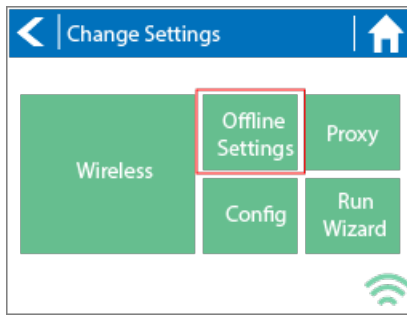 Change Settings
Wireless
Offline
Settings
Proxy
Config
Run
Wizard